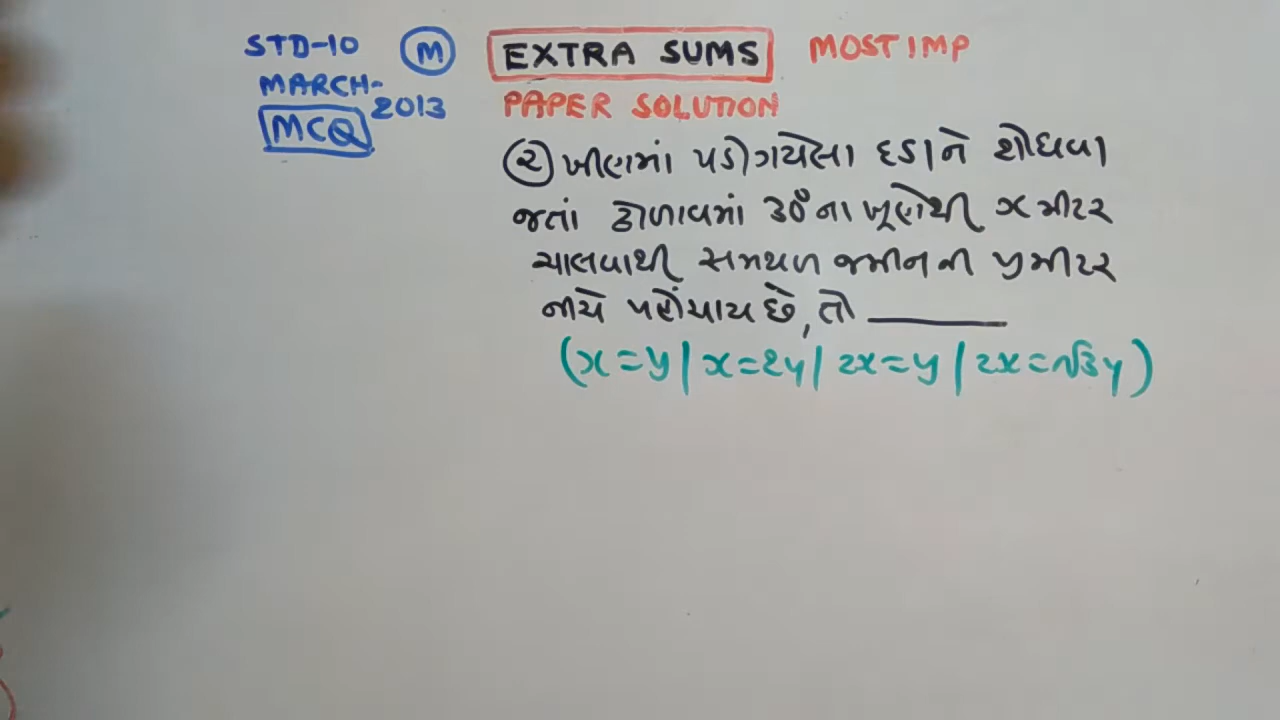 STD-10 Ⓜ EXTRA SUMS MOST IMP
MARCH-2013 PAPER SOLUTION
MCQ
(૨) ખીણમાં પડી ગયેલા દડાને શોધવા
જતાં ઢોળાવમાં ૩૦°ના ખૂણેથી x મીટર
ચાલવાથી સમથળ જમીનની y મીટર
નીચે પહોંચાય છે, તો ______
(x = y | x = 2y | 2x = y | 2x = √3 y)